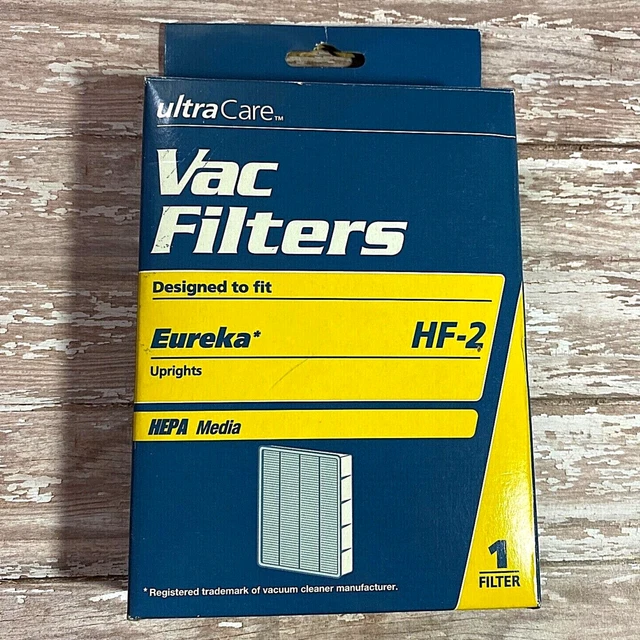 ultraCare™
Vac
Filters
Designed to fit
Eureka* HF-2
Uprights
HEPA Media
1
FILTER
*Registered trademark of vacuum cleaner manufacturer.